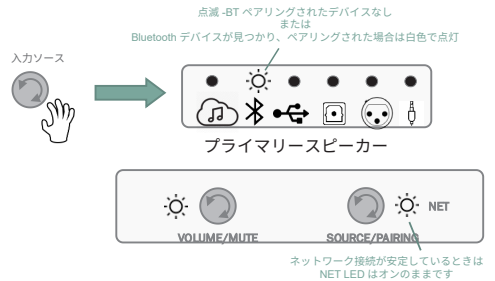 点滅 -BT ペアリングされたデバイスなし
または
Bluetooth デバイスが見つかり、ペアリングされた場合は白色で点灯
入力ソース
プライマリースピーカー
NET
VOLUME/MUTE
SOURCE/PAIRING
ネットワーク接続が安定しているときは
NET LED はオンのままです